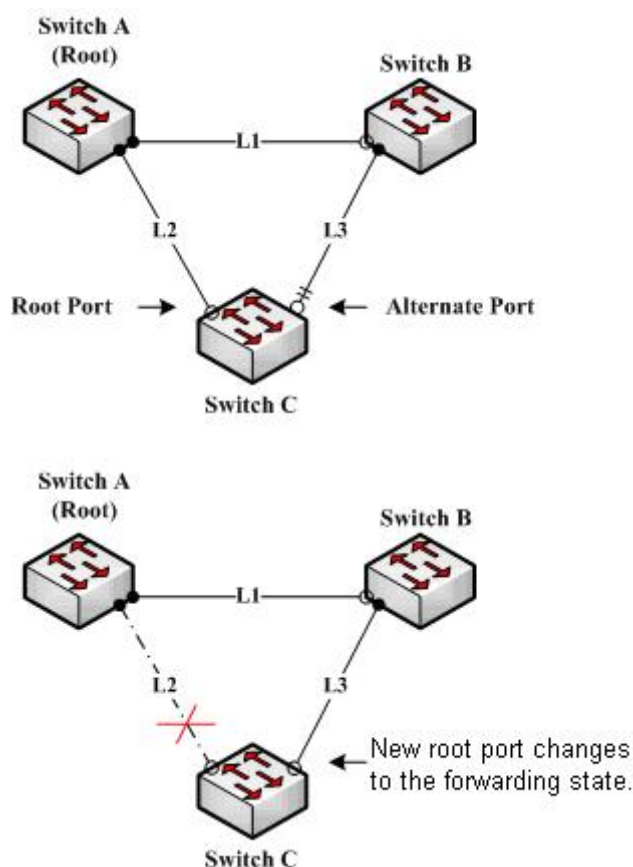 Switch A
(Root)
Switch B
L1
L2
L3
Root Port
Alternate Port
Switch C
Switch A
(Root)
Switch B
L1
L2
L3
New root port changes
to the forwarding state.
Switch C